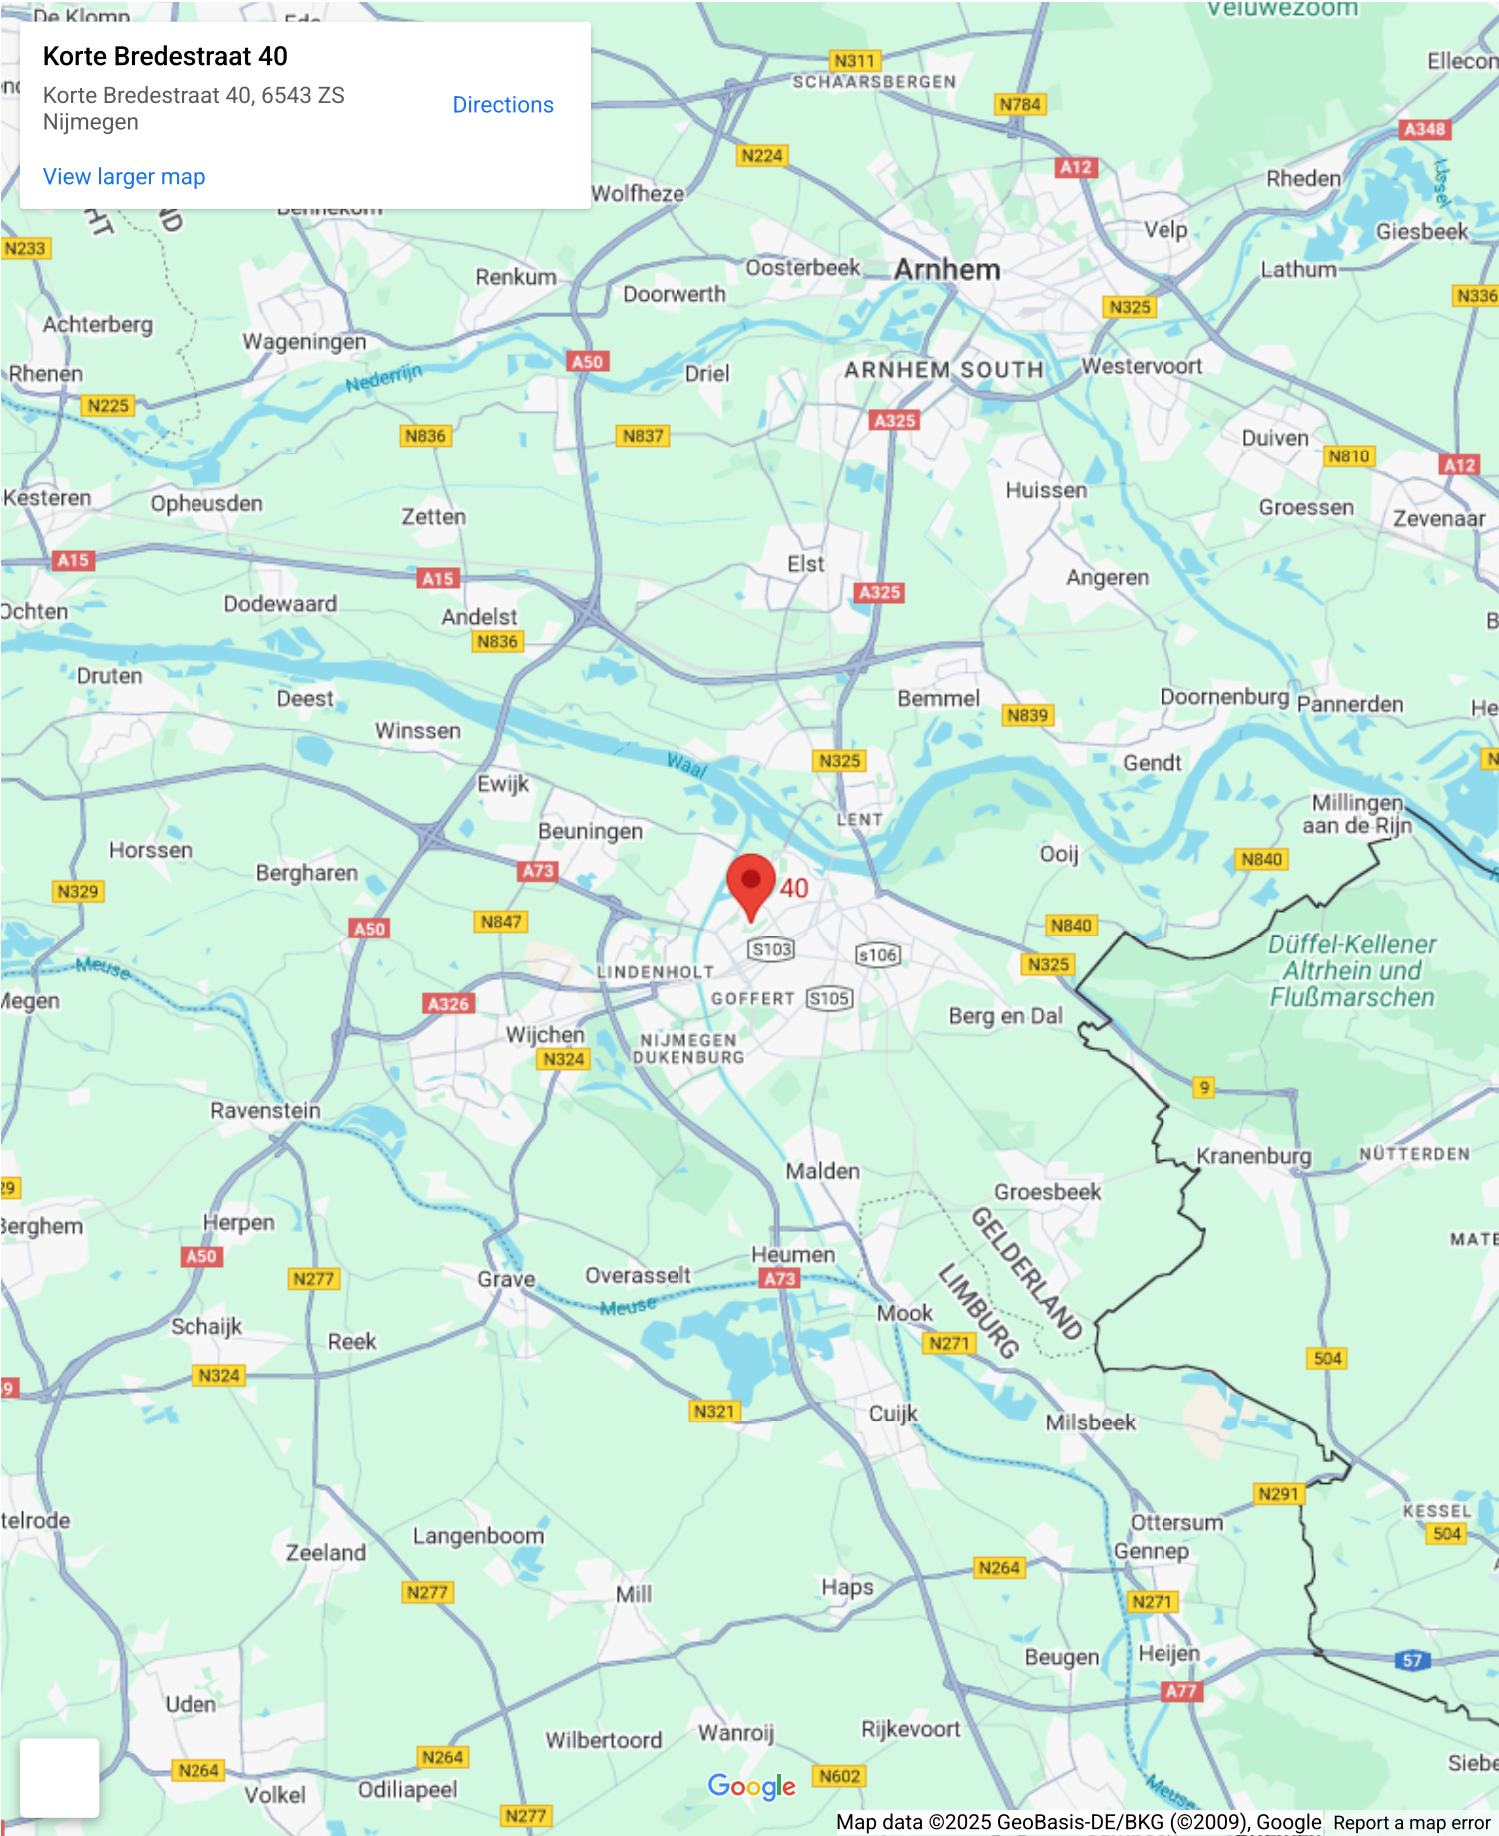 De Klomp
Veluwezoom
Korte Bredestraat 40
Korte Bredestraat 40, 6543 ZS
Nijmegen
Directions
View larger map
N311
SCHAARSBERGEN
Ellecom
N784
A348
N224
A12
IJssel
Wolfheze
Rheden
Bennekom
N233
Velp
Giesbeek
Renkum
Oosterbeek
Arnhem
Lathum
Doorwerth
N325
N336
Achterberg
Wageningen
Rhenen
Nederrijn
A50
Driel
ARNHEM SOUTH
Westervoort
N225
A325
N836
N837
Duiven
N810
A12
Kesteren
Opheusden
Zetten
Huissen
Groessen
Zevenaar
A15
A15
Elst
Angeren
A325
Ochten
Dodewaard
Andelst
N836
Druten
Deest
Bemmel
Doornenburg
Pannerden
N839
Winssen
Waal
N325
Gendt
Ewijk
Millingen
aan de Rijn
LENT
Beuningen
Horssen
Ooij
N840
Bergharen
A73
40
N329
N847
A50
N840
S103
s106
Düffel-Kellener
Altrhein und
Flußmarschen
Meuse
LINDENHOLT
N325
Megen
A326
GOFFERT
S105
Berg en Dal
Wijchen
NIJMEGEN
DUKENBURG
N324
9
Ravenstein
Kranenburg
NÜTTERDEN
Malden
Groesbeek
Berghem
Herpen
GELDERLAND
LIMBURG
A50
Heumen
N277
Grave
Overasselt
A73
Meuse
Mook
Schaijk
Reek
N271
N324
504
N321
Cuijk
Milsbeek
N291
KESSEL
504
Ottersum
Langenboom
Zeeland
Gennep
N264
N277
Mill
Haps
N271
Beugen
Heijen
57
A77
Uden
Wilbertoord
Wanroij
Rijkevoort
N264
N264
Volkel
Odiliapeel
Google
N602
Meuse
N277
Map data ©2025 GeoBasis-DE/BKG (©2009), Google
Report a map error